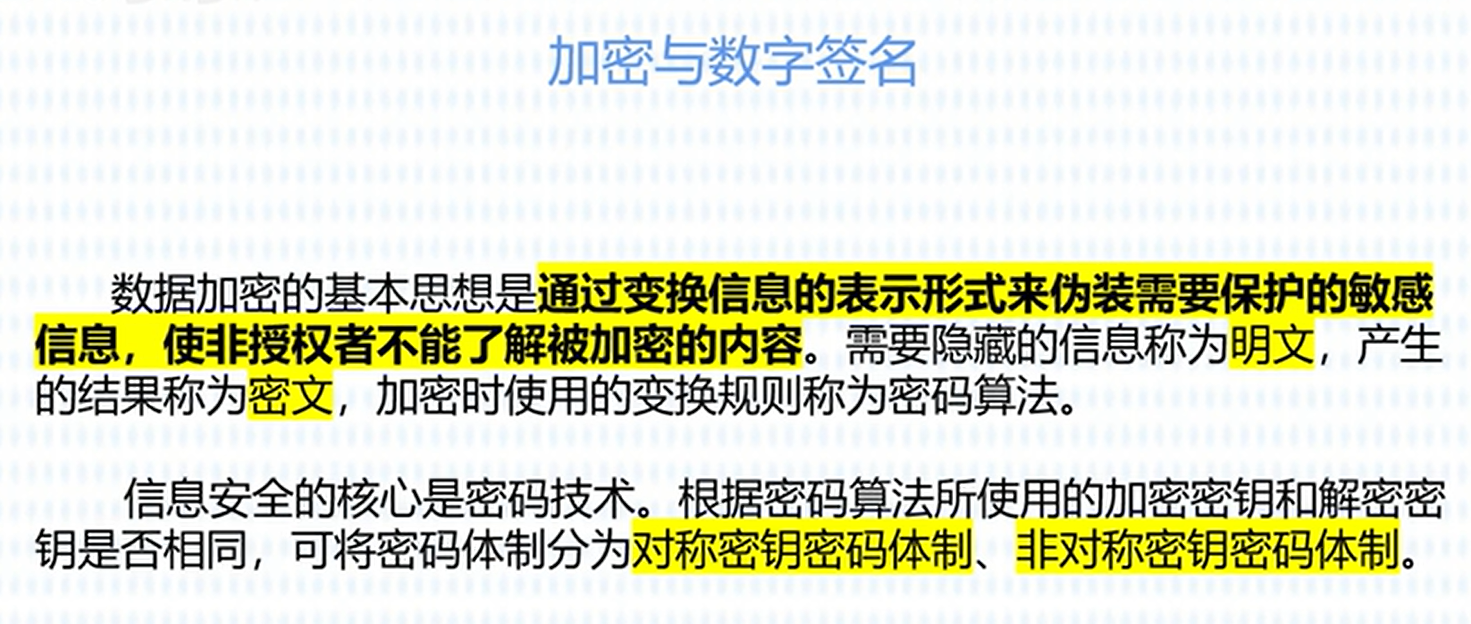 加密与数字签名
数据加密的基本思想是通过变换信息的表示形式来伪装需要保护的敏感
信息，使非授权者不能了解被加密的内容。需要隐藏的信息称为明文，产生
的结果称为密文，加密时使用的变换规则称为密码算法。
信息安全的核心是密码技术。根据密码算法所使用的加密密钥和解密密
钥是否相同，可将密码体制分为对称密钥密码体制、非对称密钥密码体制。